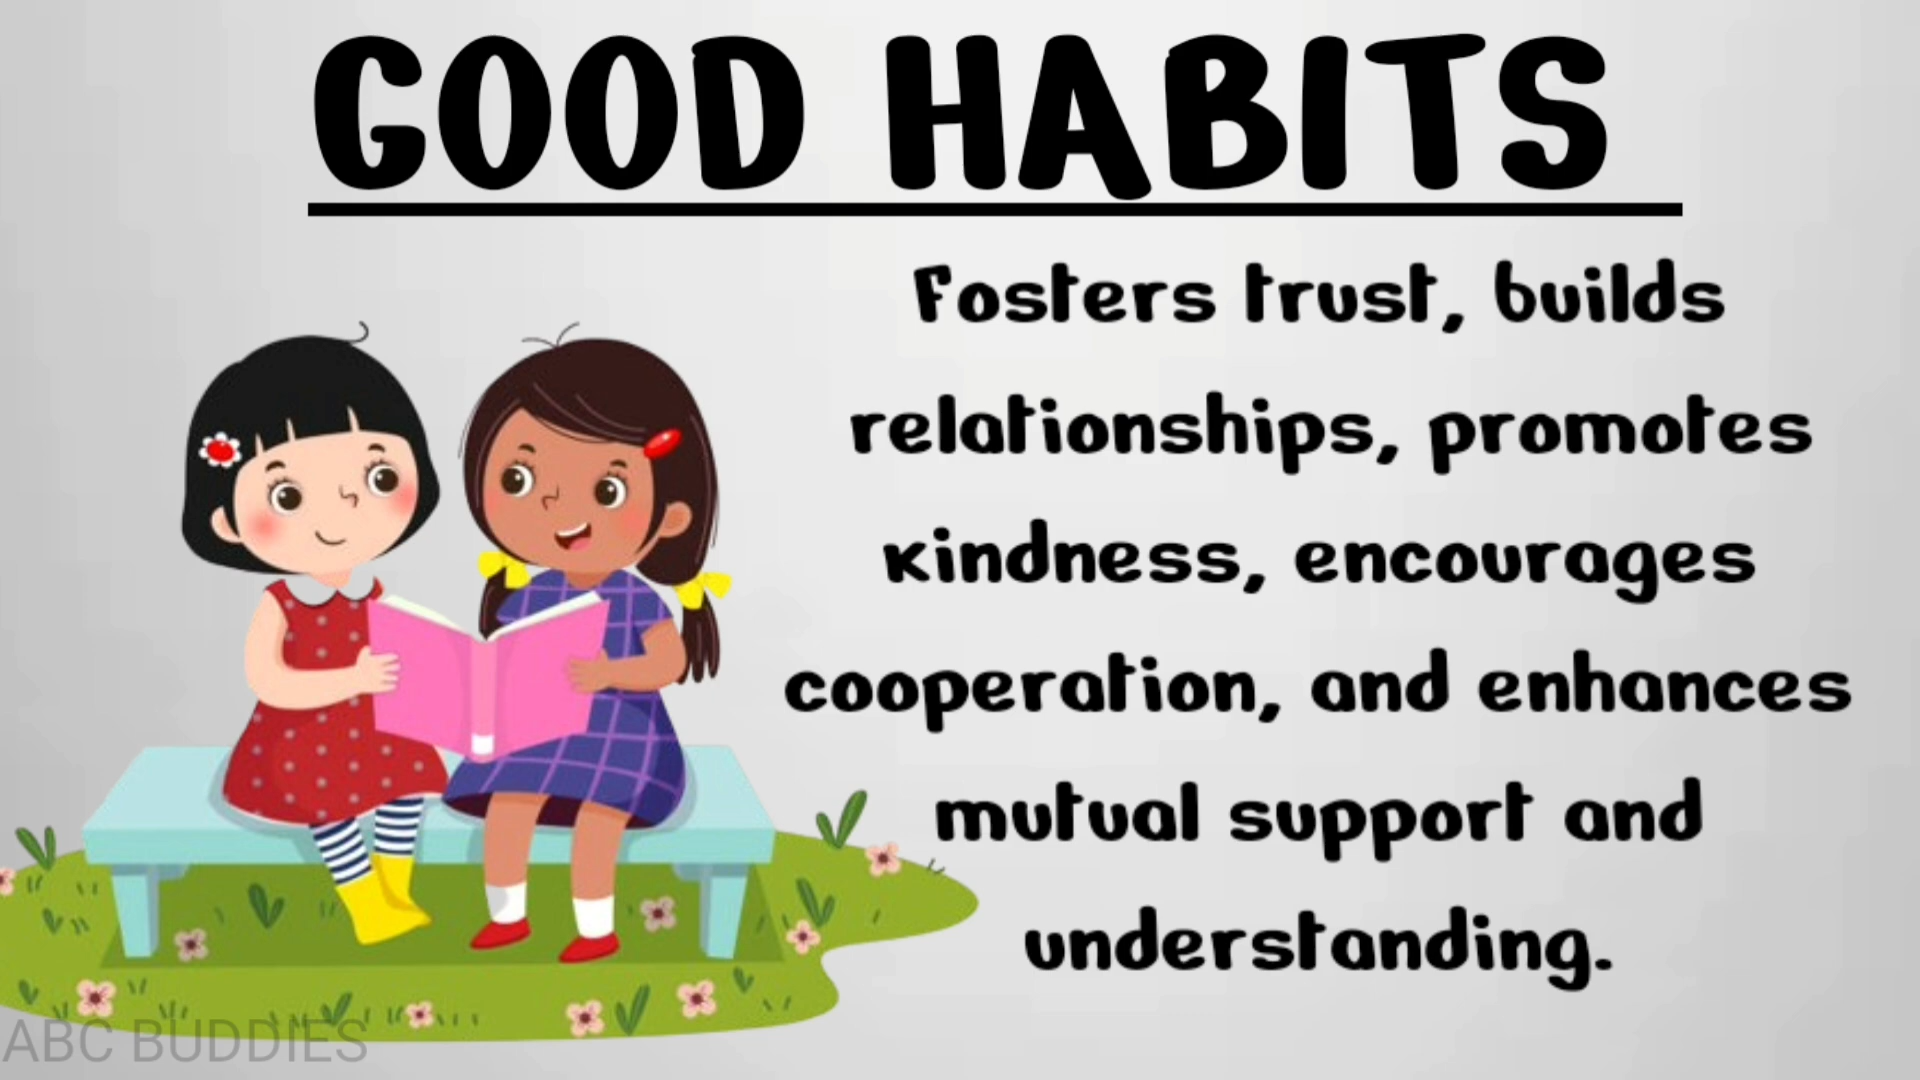 GOOD HABITS
Fosters trust, builds
relationships, promotes
kindness, encourages
cooperation, and enhances
mutual support and
understanding.
ABC BUDDIES